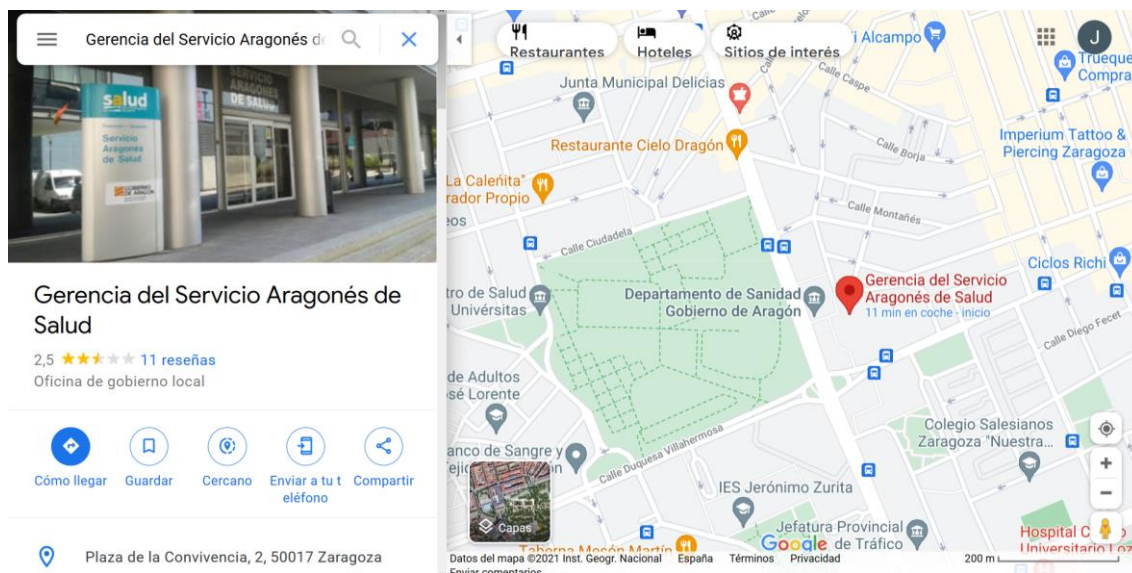 Gerencia del Servicio Aragonés d
SERVICIO
ARAGONES
DE SALUD
salud
Servicio
Aragones
de Salud
GOBIERNO
DE ARAGON
Gerencia del Servicio Aragonés de
Salud
2,5
11 reseñas
Oficina de gobierno local
Cómo llegar
Guardar
Cercano
Enviar a tu t
eléfono
Compartir
Plaza de la Convivencia, 2, 50017 Zaragoza
Restaurantes
Hoteles
Sitios de interés
Calle
i Alcampo
J
Trueque
Compra
Junta Municipal Delicias
Calle Caspe
Restaurante Cielo Dragón
Calle Borja
Imperium Tattoo &
Piercing Zaragoza
La Caleñita"
rador Propio
eos
Calle Ciudadela
Calle Montañés
Ciclos Richi
tro de Salud
Univérsitas
Departamento de Sanidad
Gobierno de Aragón
Gerencia del Servicio
Aragonés de Salud
11 min en coche - inicio
Calle Diego Fecet
de Adultos
sé Lorente
Colegio Salesianos
Zaragoza "Nuestra...
anco de Sangre y
Calle Duquesa Villahermosa
Capas
IES Jerónimo Zurita
Jefatura Provincial
de Tráfico
Google
Taberna Mesón Martín
Hospital C
Universitario Loz
Datos del mapa ©2021 Inst. Geogr. Nacional
España
Términos
Privacidad
200 m
Enviar comentarios